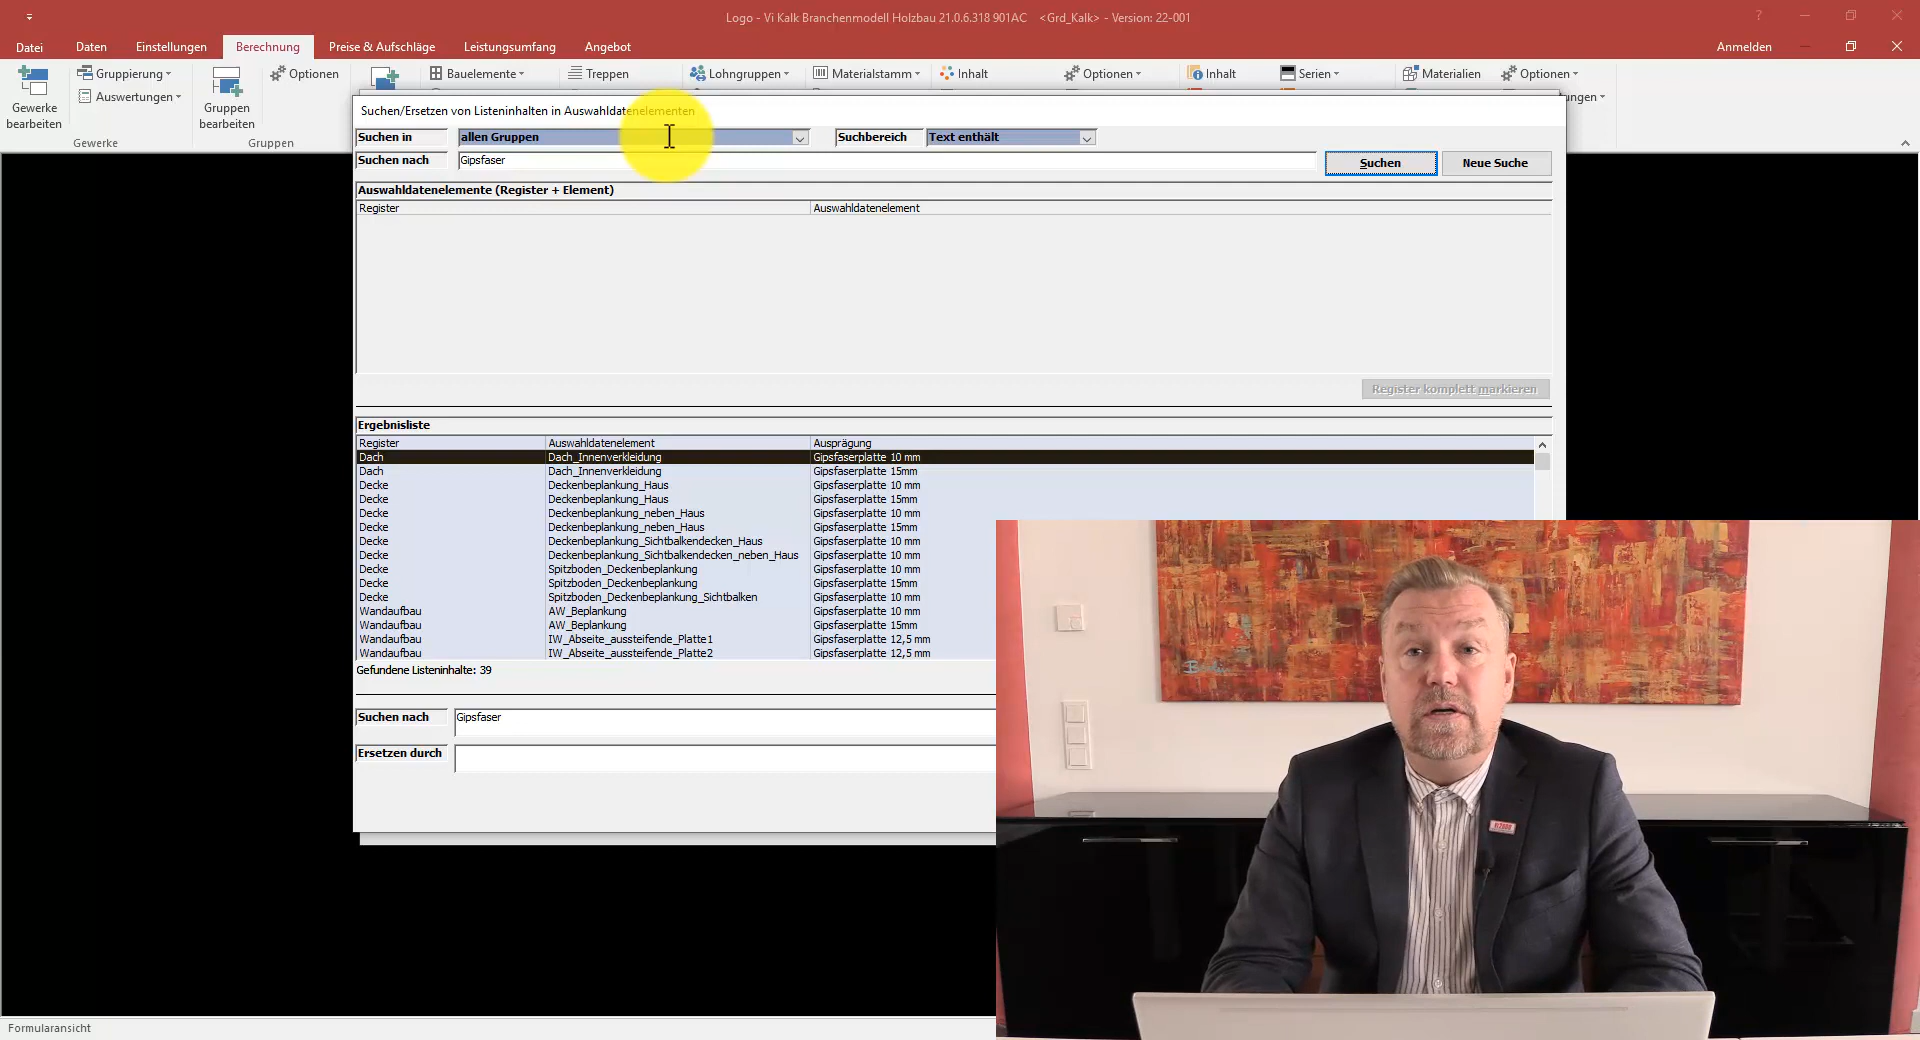 Logo - Vi Kalk Branchenmodell Holzbau 21.0.6.318 901AC <Grd_Kalk> - Version: 22-001
Datei Daten Einstellungen Berechnung Preise & Aufschläge Leistungsumfang Angebot Anmelden
Gruppierung Optionen Bauelemente Treppen Lohngruppen Materialstamm Inhalt Optionen Inhalt Serien Materialien Optionen
Gewerke bearbeiten Auswertungen Gruppen bearbeiten
Gewerke Gruppen
Suchen/Ersetzen von Listeninhalten in Auswahldatenelementen
Suchen in allen Gruppen Suchbereich Text enthält
Suchen nach Gipsfaser Suchen Neue Suche
Auswahldatenelemente (Register + Element)
Register Auswahldatenelement
Register komplett markieren
Ergebnisliste
Register Auswahldatenelement Ausprägung
Dach Dach_Innenverkleidung Gipsfaserplatte 10 mm
Dach Dach_Innenverkleidung Gipsfaserplatte 15mm
Decke Deckenbeplankung_Haus Gipsfaserplatte 10 mm
Decke Deckenbeplankung_Haus Gipsfaserplatte 15mm
Decke Deckenbeplankung_neben_Haus Gipsfaserplatte 10 mm
Decke Deckenbeplankung_neben_Haus Gipsfaserplatte 15mm
Decke Deckenbeplankung_Sichtbalkendecken_Haus Gipsfaserplatte 10 mm
Decke Deckenbeplankung_Sichtbalkendecken_neben_Haus Gipsfaserplatte 10 mm
Decke Spitzboden_Deckenbeplankung Gipsfaserplatte 10 mm
Decke Spitzboden_Deckenbeplankung Gipsfaserplatte 15mm
Decke Spitzboden_Deckenbeplankung_Sichtbalken Gipsfaserplatte 10 mm
Wandaufbau AW_Beplankung Gipsfaserplatte 10 mm
Wandaufbau AW_Beplankung Gipsfaserplatte 15mm
Wandaufbau IW_Abseite_aussteifende_Platte1 Gipsfaserplatte 12,5 mm
Wandaufbau IW_Abseite_aussteifende_Platte2 Gipsfaserplatte 12,5 mm
Gefundene Listeninhalte: 39
Suchen nach Gipsfaser
Ersetzen durch
Formularansicht